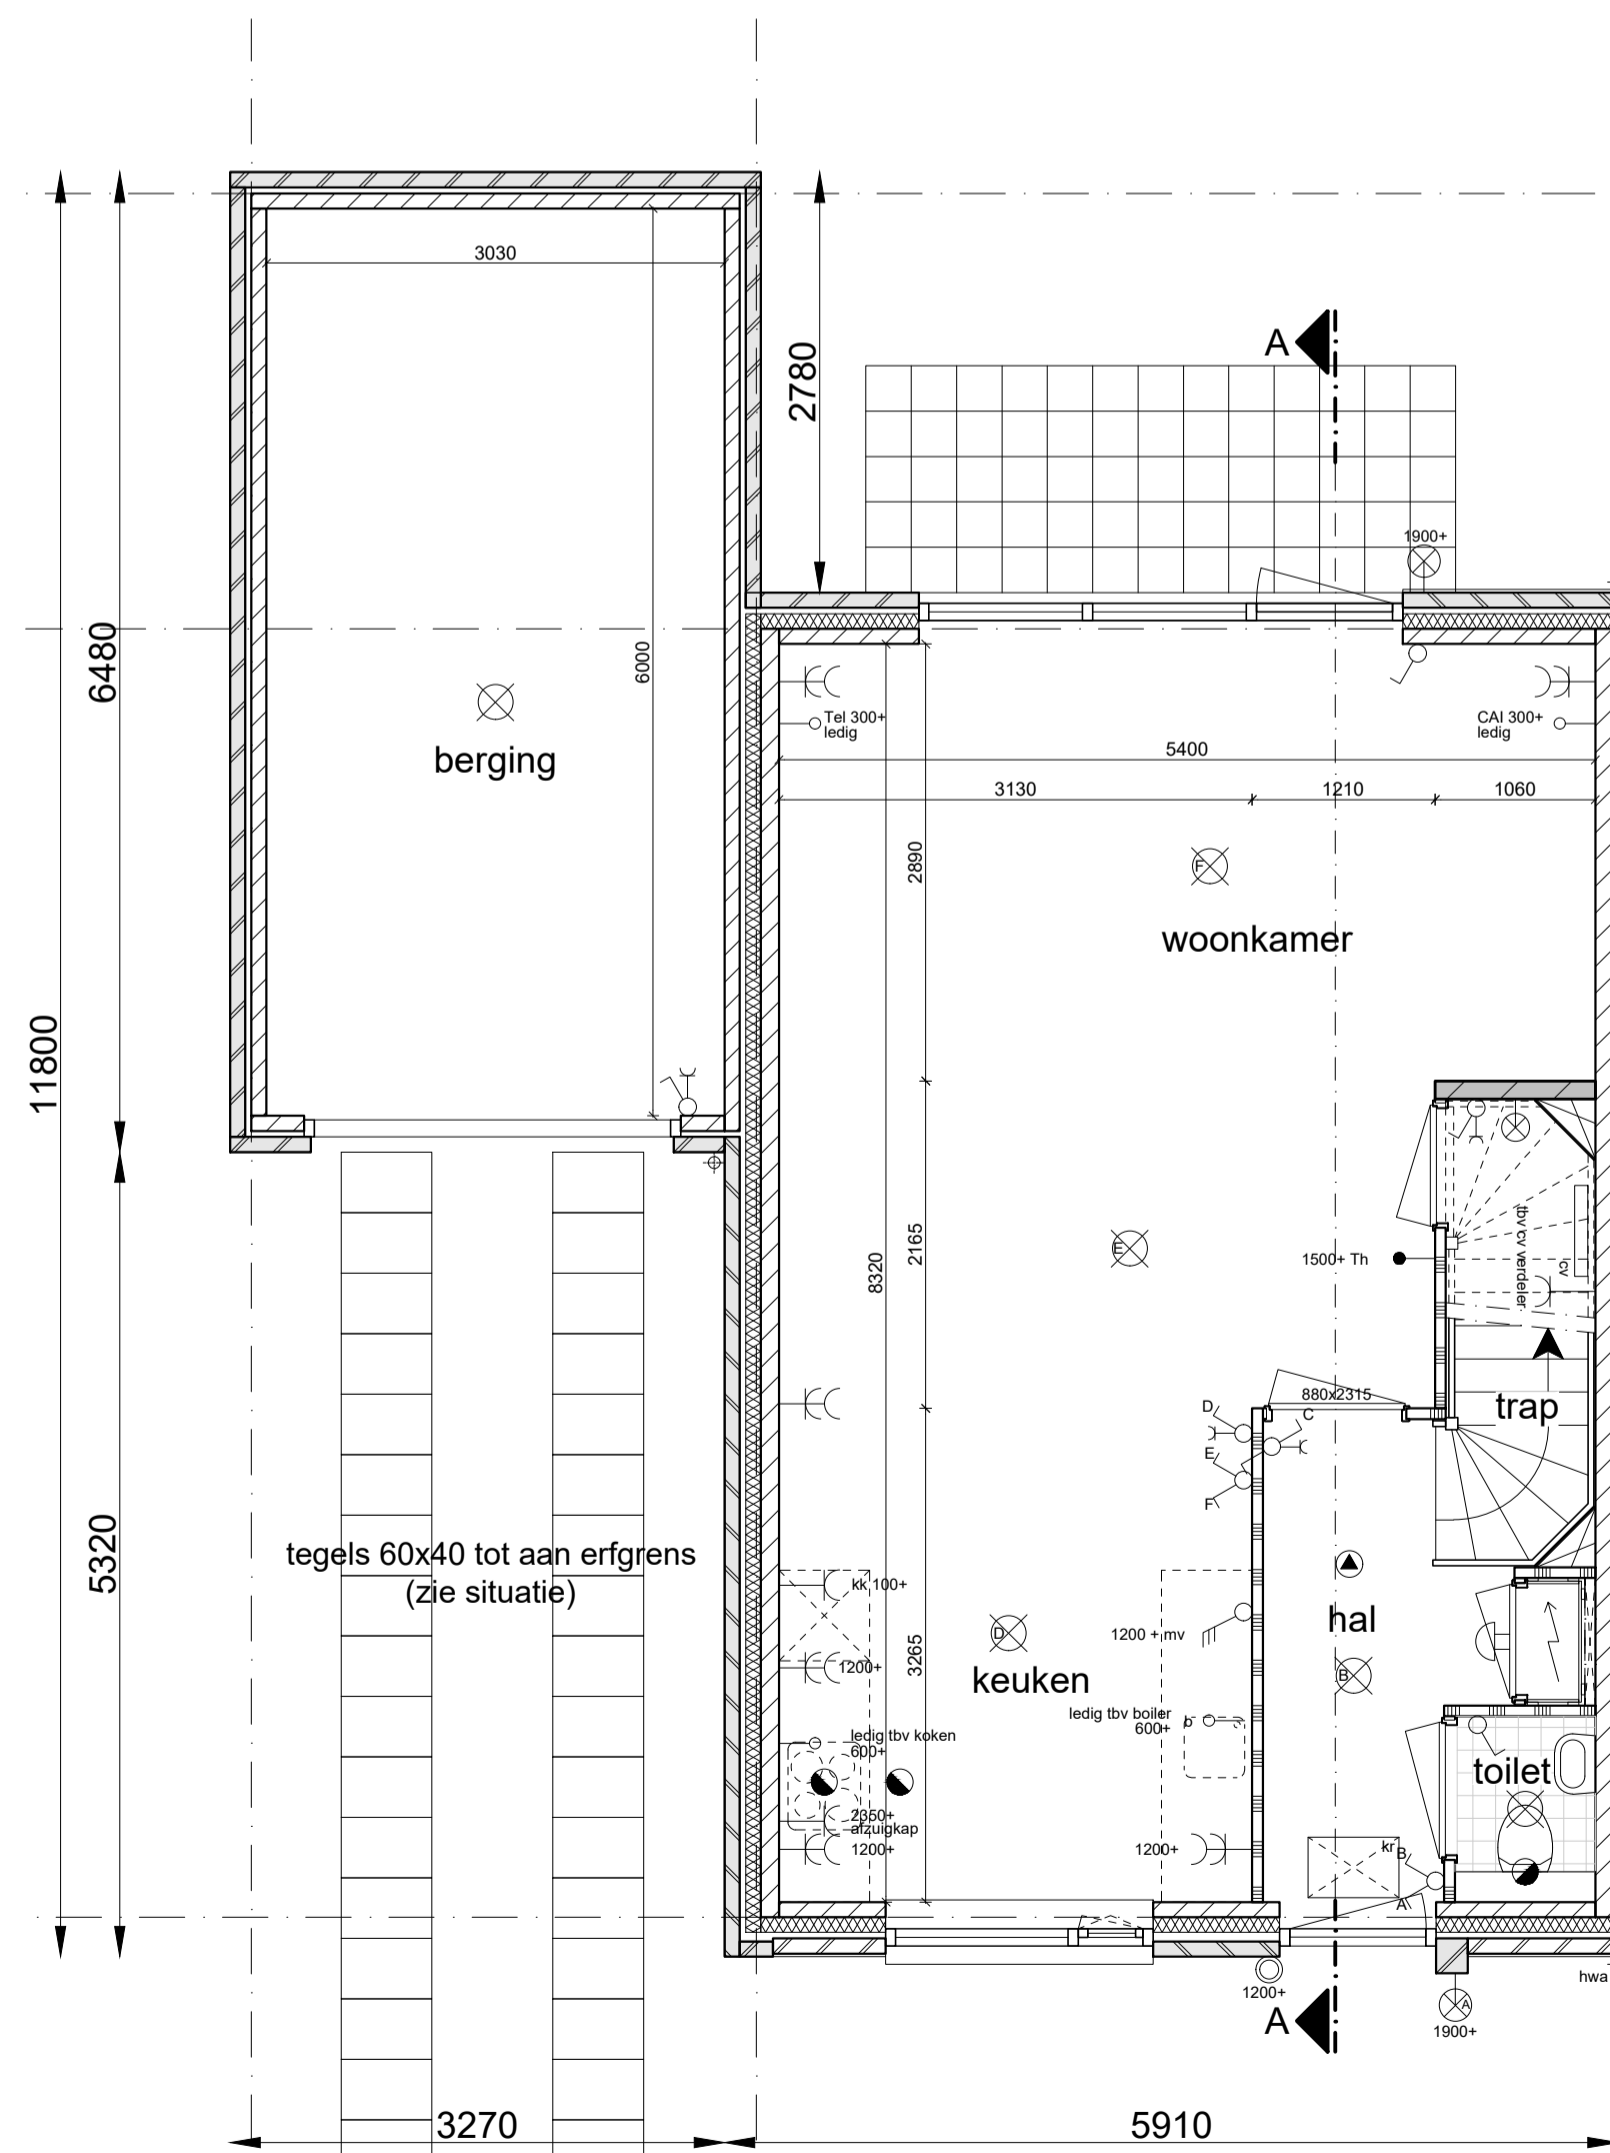 3030
A
2780
1900+
6480
6000
berging
Tel 300+
ledig
CAI 300+
ledig
5400
3130
1210
1060
2890
F
woonkamer
11800
8320
2165
E
1500+ Th
tbv cv verdeler
cv
880x2315
trap
D
C
E
F
5320
tegels 60x40 tot aan erfgrens
(zie situatie)
kk 100+
1200+
3265
D
keuken
1200 + mv
hal
B
ledig tbv boiler
600+
p
ledig tbv koken
600+
toilet
2350+
afzuigkap
1200+
1200+
kr
B
A
hwa
1200+
A
A
1900+
3270
5910